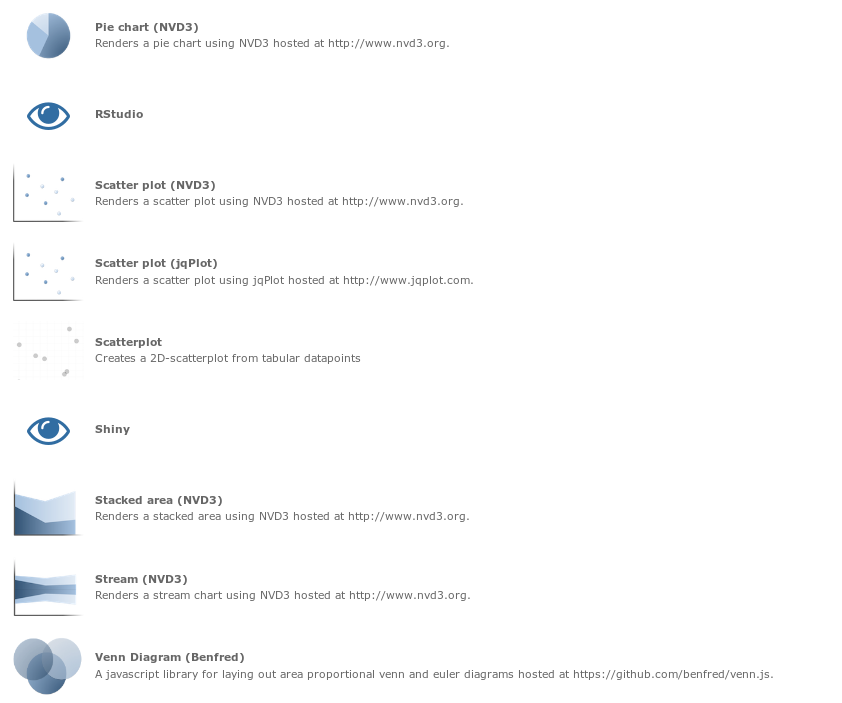 Pie chart (NVD3)
Renders a pie chart using NVD3 hosted at http://www.nvd3.org.
RStudio
Scatter plot (NVD3)
Renders a scatter plot using NVD3 hosted at http://www.nvd3.org.
Scatter plot (jqPlot)
Renders a scatter plot using jqPlot hosted at http://www.jqplot.com.
Scatterplot
Creates a 2D-scatterplot from tabular datapoints
Shiny
Stacked area (NVD3)
Renders a stacked area using NVD3 hosted at http://www.nvd3.org.
Stream (NVD3)
Renders a stream chart using NVD3 hosted at http://www.nvd3.org.
Venn Diagram (Benfred)
A javascript library for laying out area proportional venn and euler diagrams hosted at https://github.com/benfred/venn.js.